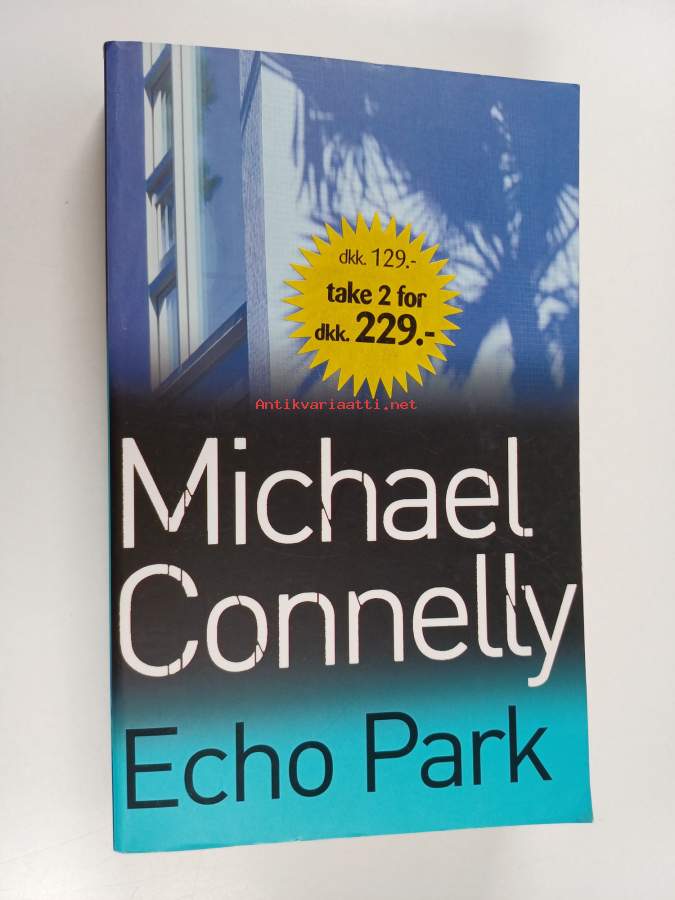 dkk. 129.-
take 2 for
dkk. 229.-
Antikvariaatti.net
Michael
Connelly
Echo Park